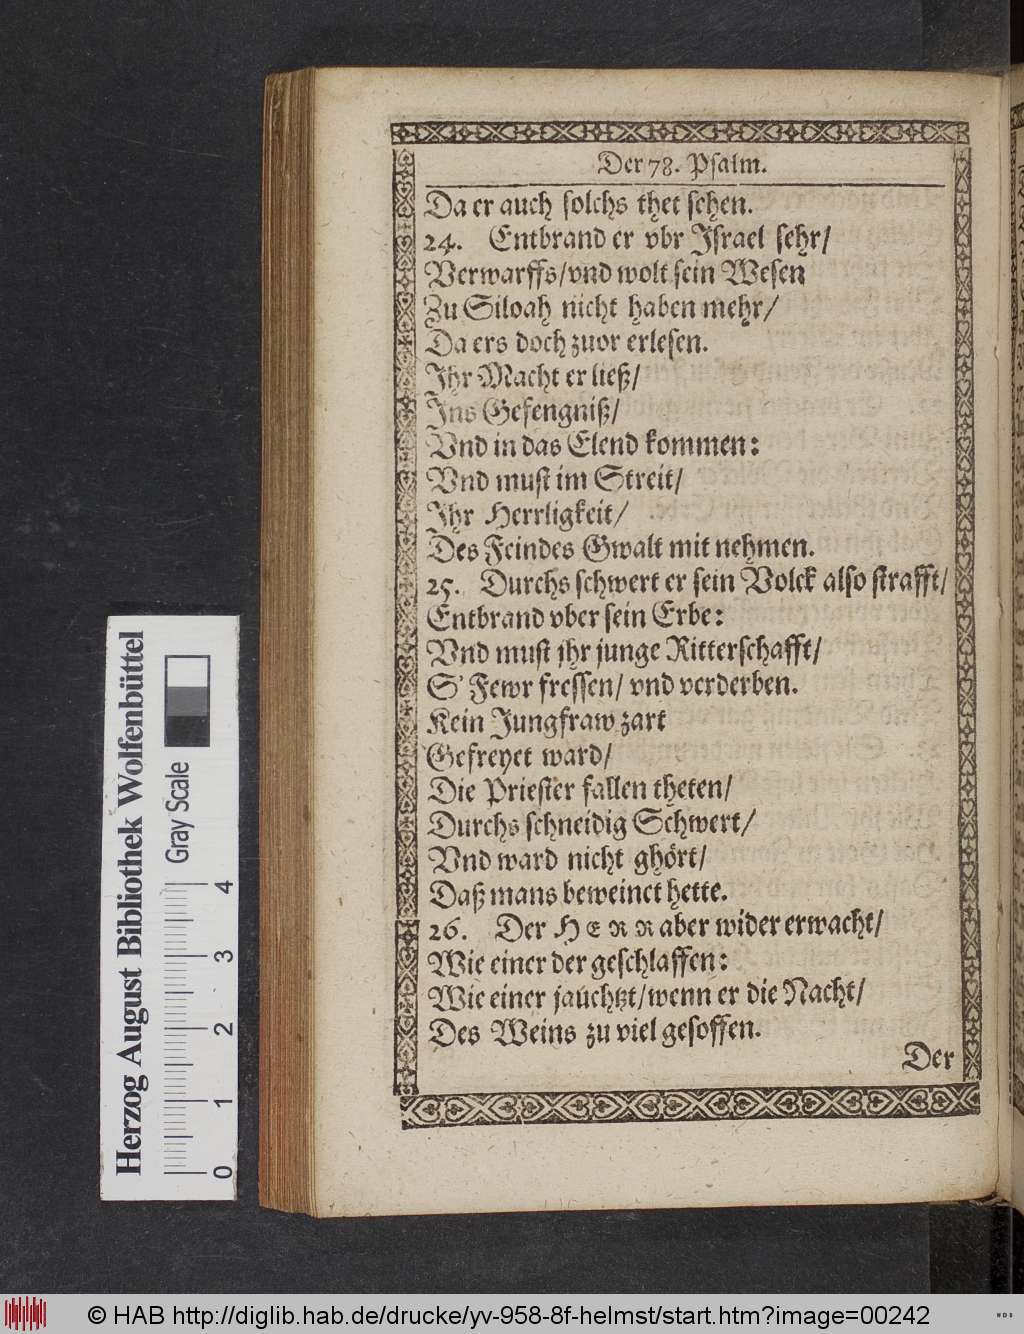 Der 78. Psalm.
Da er auch solchs thet sehen.
24. Entbrand er vbr Israel sehr/
Verwarffs/vnd wolt sein Wesen
Zu Siloah nicht haben mehr/
Da ers doch zuor erlesen.
Jhr Macht er ließ/
Jns Gefengniß/
Vnd in das Elend kommen:
Vnd must im Streit/
Jhr Herrligkeit/
Des Feindes Gwalt mit nehmen.
25. Durchs schwert er sein Volck also strafft/
Entbrand vber sein Erbe:
Vnd must jhr junge Ritterschafft/
S' Fewr fressen/ vnd verderben.
Kein Jungfraw zart
Gefreyet ward/
Die Priester fallen theten/
Durchs schneidig Schwert/
Vnd ward nicht ghört/
Daß mans beweinet hette.
26. Der HERR aber wider erwacht/
Wie einer der geschlaffen:
Wie einer jauchtzt/wenn er die Nacht/
Des Weins zu viel gesoffen.
Der
Herzog August Bibliothek Wolfenbüttel
Gray Scale
0 1 2 3 4
© HAB http://diglib.hab.de/drucke/yv-958-8f-helmst/start.htm?image=00242
WDB